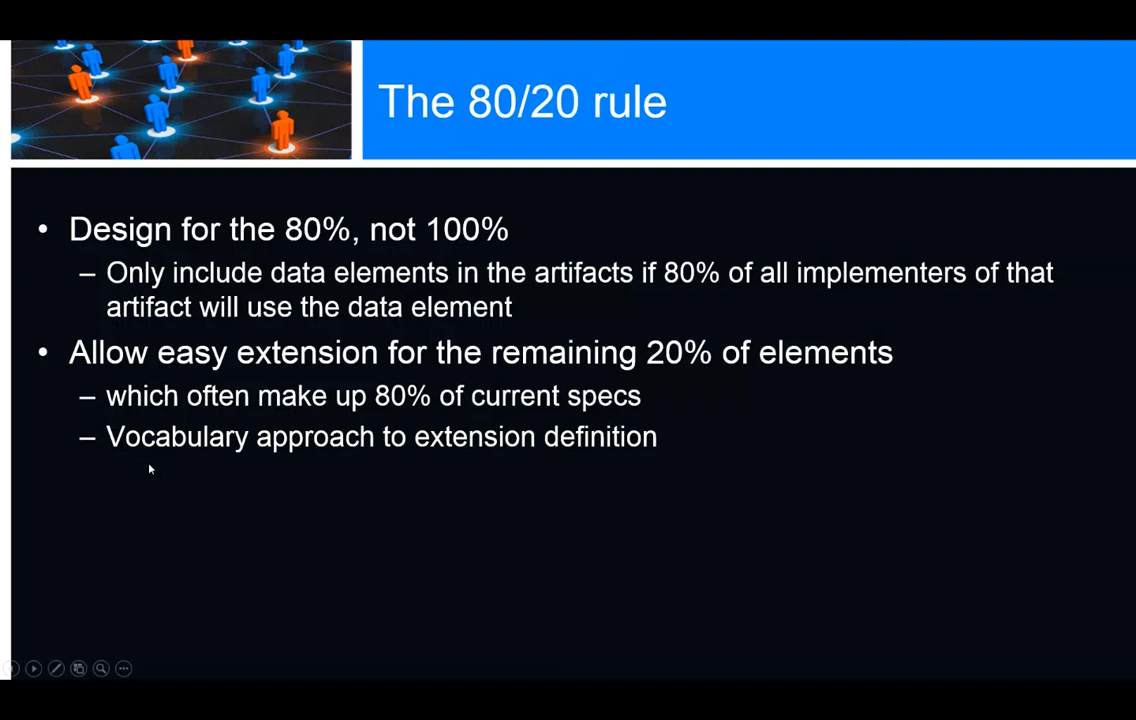 The 80/20 rule
• Design for the 80%, not 100%
– Only include data elements in the artifacts if 80% of all implementers of that
artifact will use the data element
• Allow easy extension for the remaining 20% of elements
– which often make up 80% of current specs
– Vocabulary approach to extension definition